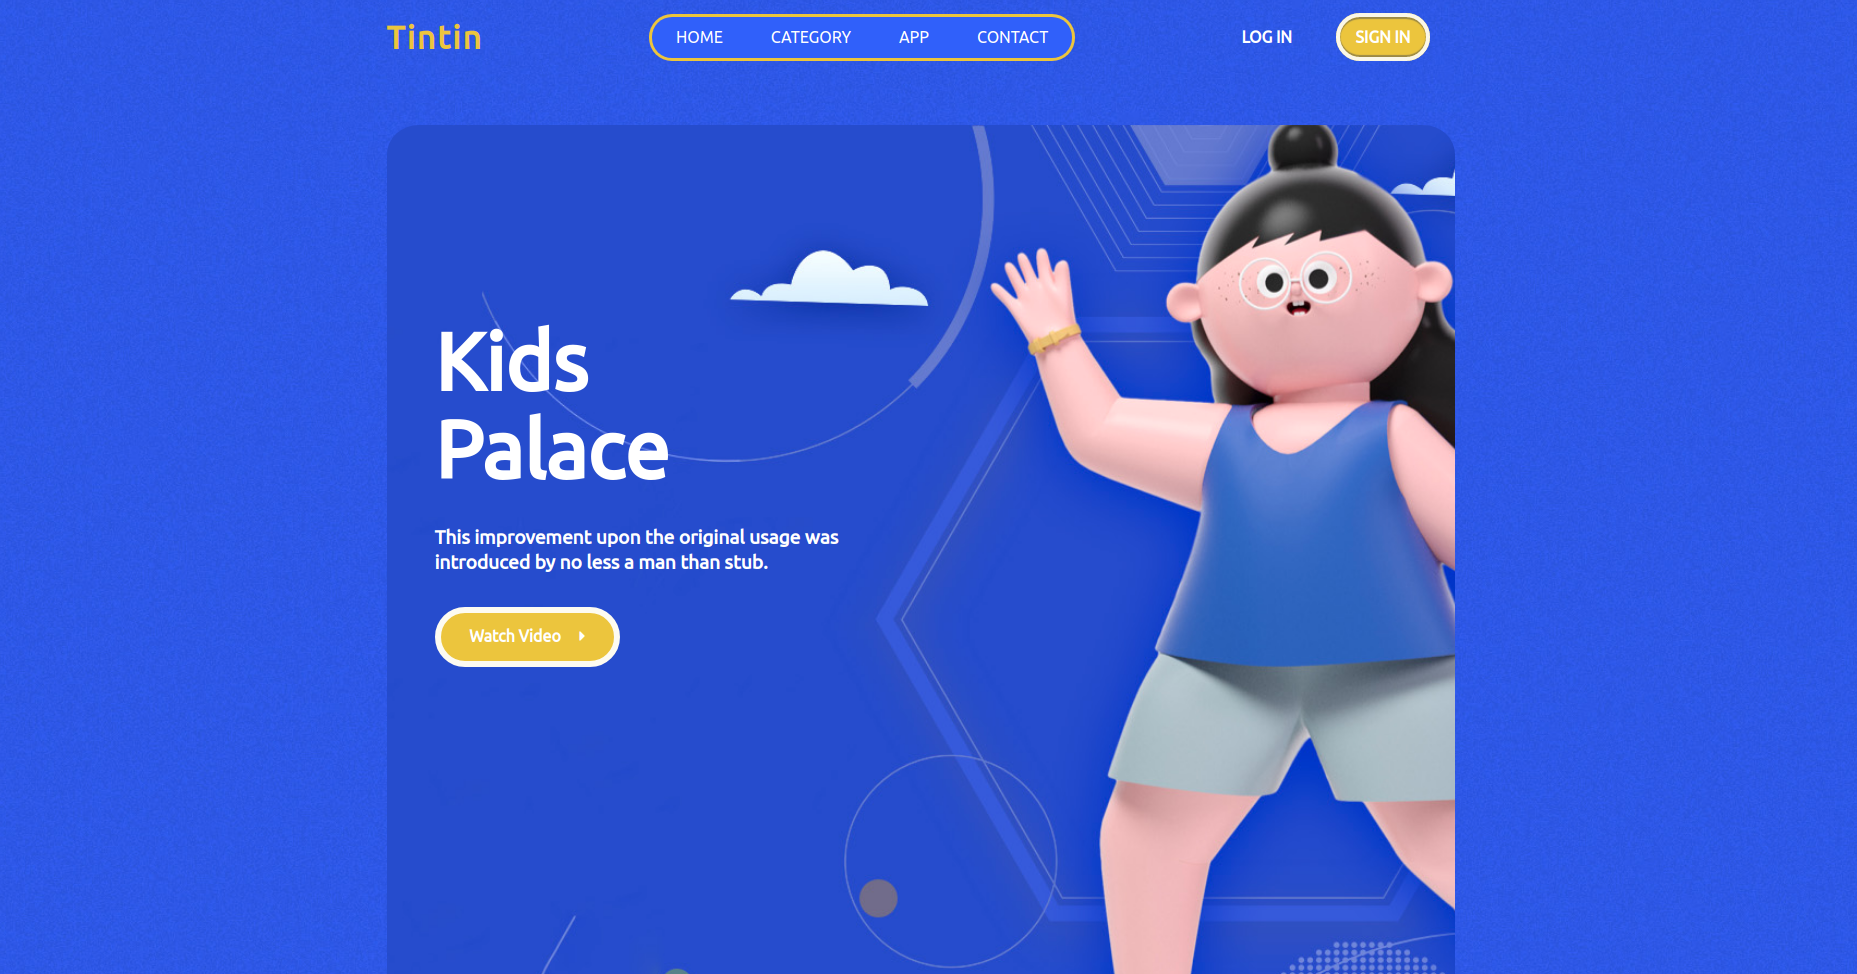 Tintin
HOME CATEGORY APP CONTACT
LOG IN SIGN IN
Kids
Palace
This improvement upon the original usage was
introduced by no less a man than stub.
Watch Video